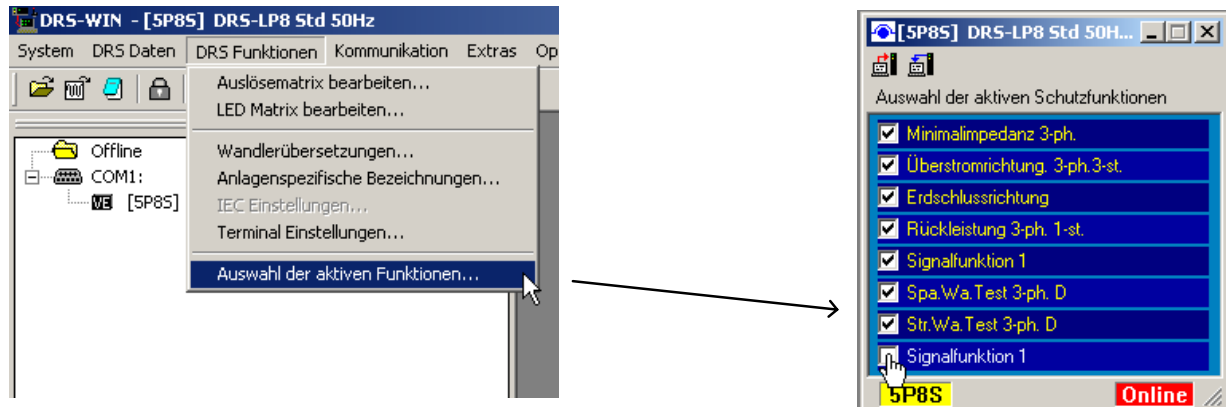 DRS-WIN - [5P8S] DRS-LP8 Std 50Hz
System DRS Daten DRS Funktionen Kommunikation Extras Op
Auslösematrix bearbeiten...
LED Matrix bearbeiten...
Wandlerübersetzungen...
Anlagenspezifische Bezeichnungen...
IEC Einstellungen...
Terminal Einstellungen...
Auswahl der aktiven Funktionen...
Offline
COM1:
VE [5P8S]
[5P8S] DRS-LP8 Std 50H...
Auswahl der aktiven Schutzfunktionen
Minimalimpedanz 3-ph.
Überstromrichtung. 3-ph.3-st.
Erdschlussrichtung
Rückleistung 3-ph. 1-st.
Signalfunktion 1
Spa.Wa.Test 3-ph. D
Str.Wa.Test 3-ph. D
Signalfunktion 1
5P8S Online